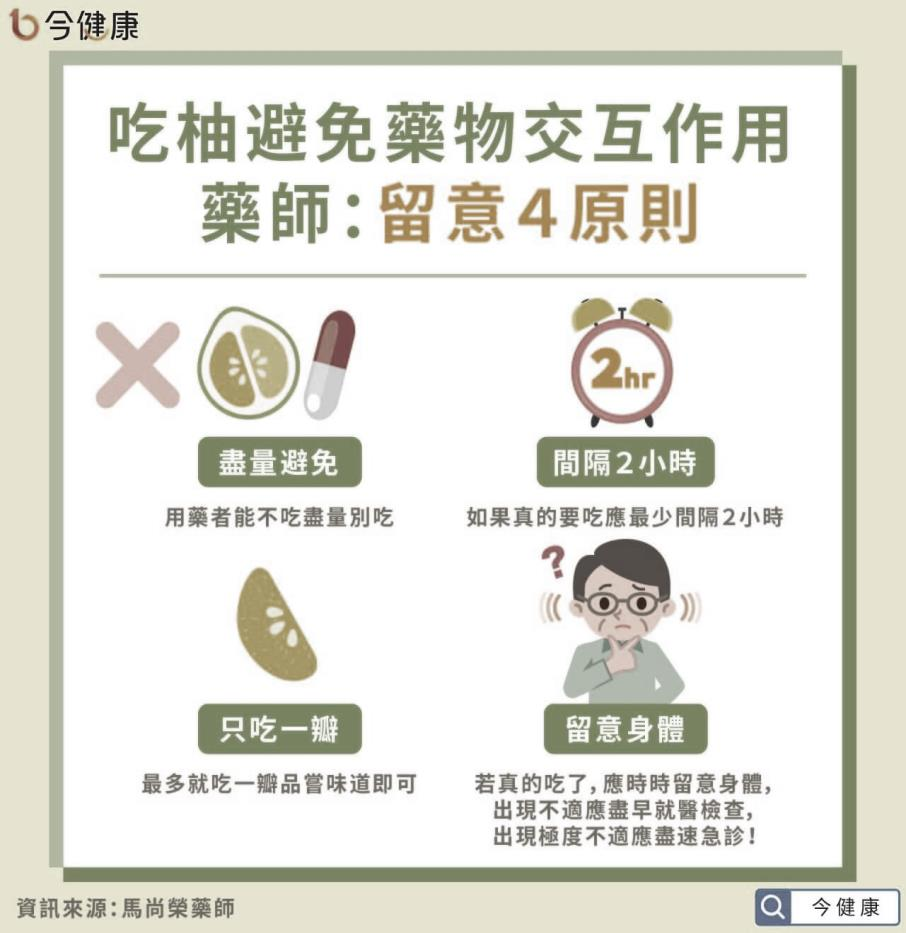 今健康
吃柚避免藥物交互作用
藥師：留意4原則
2hr
盡量避免
間隔2小時
用藥者能不吃盡量別吃
如果真的要吃應最少間隔2小時
?
只吃一瓣
留意身體
最多就吃一瓣品嘗味道即可
若真的吃了,應時時留意身體,
出現不適應盡早就醫檢查,
出現極度不適應盡速急診!
資訊來源：馬尚榮藥師
今健康